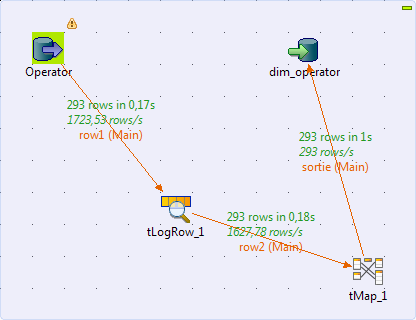 Operator
dim_operator
293 rows in 0,17s
1723,53 rows/s
row1 (Main)
293 rows in 1s
293 rows/s
sortie (Main)
tLogRow_1
293 rows in 0,18s
1627,78 rows/s
row2 (Main)
tMap_1